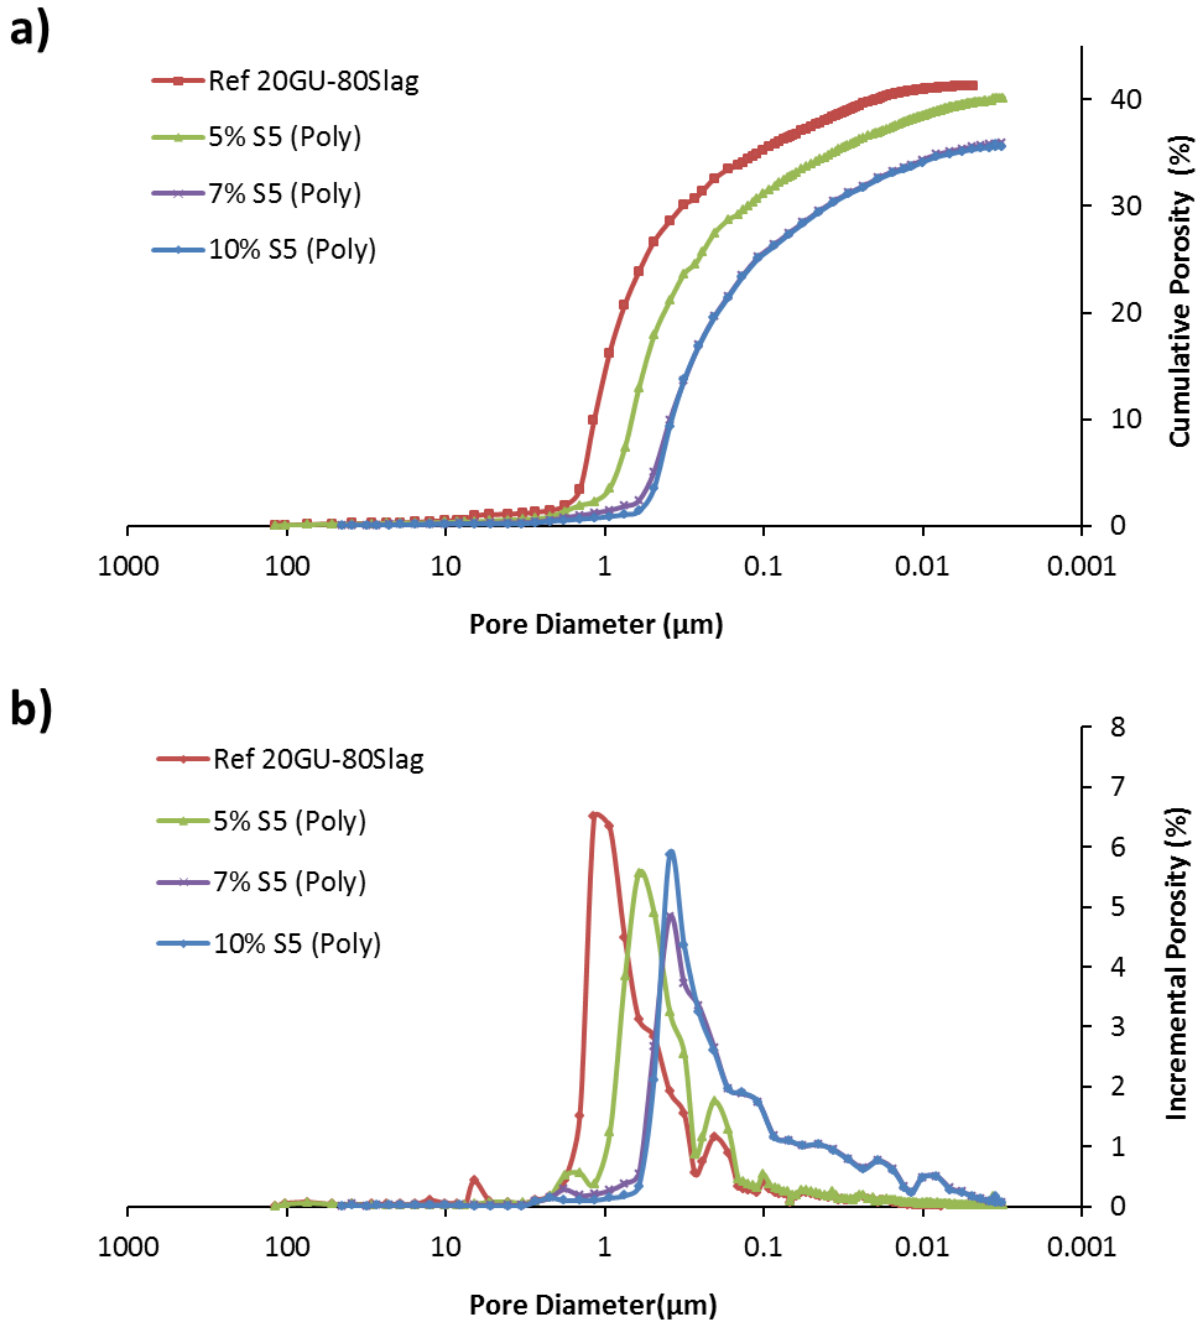 a)
Ref 20GU-80Slag
5% S5 (Poly)
7% S5 (Poly)
10% S5 (Poly)
40
30
20
10
0
Cumulative Porosity (%)
1000 100 10 1 0.1 0.01 0.001
Pore Diameter (µm)
b)
Ref 20GU-80Slag
5% S5 (Poly)
7% S5 (Poly)
10% S5 (Poly)
8
7
6
5
4
3
2
1
0
Incremental Porosity (%)
1000 100 10 1 0.1 0.01 0.001
Pore Diameter(µm)